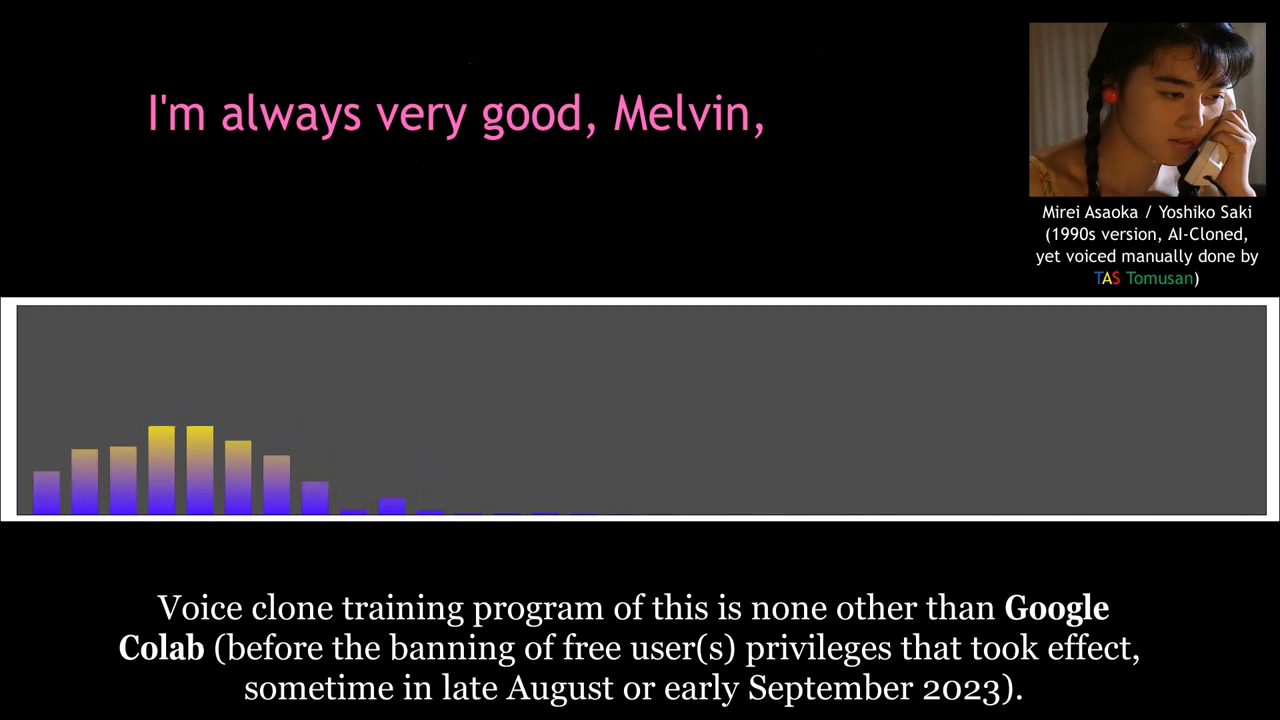 I'm always very good, Melvin,
Mirei Asaoka / Yoshiko Saki
(1990s version, AI-Cloned,
yet voiced manually done by
TAS Tomusan)
Voice clone training program of this is none other than Google
Colab (before the banning of free user(s) privileges that took effect,
sometime in late August or early September 2023).